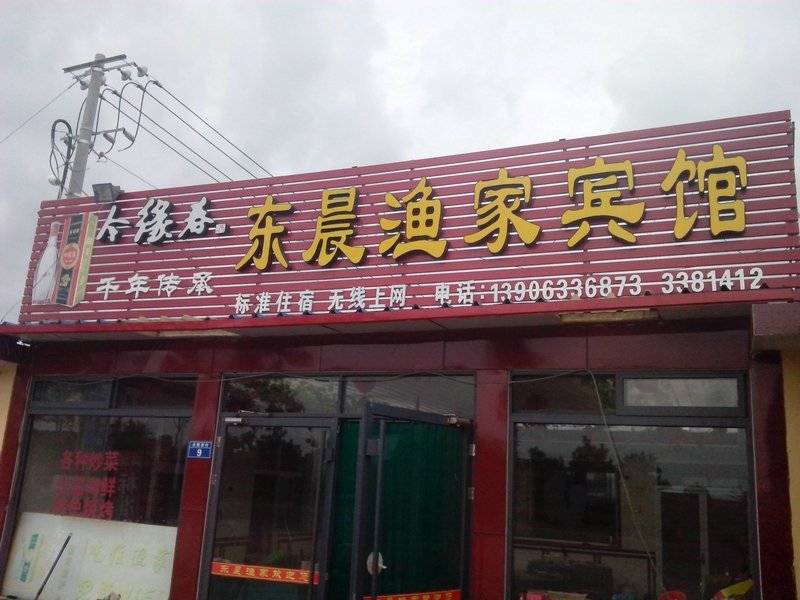 今缘春
千年传承
东晨渔家宾馆
标准住宿 无线上网 电话:13906336873 3381412
9
各种炒菜
东晨渔家欢迎您